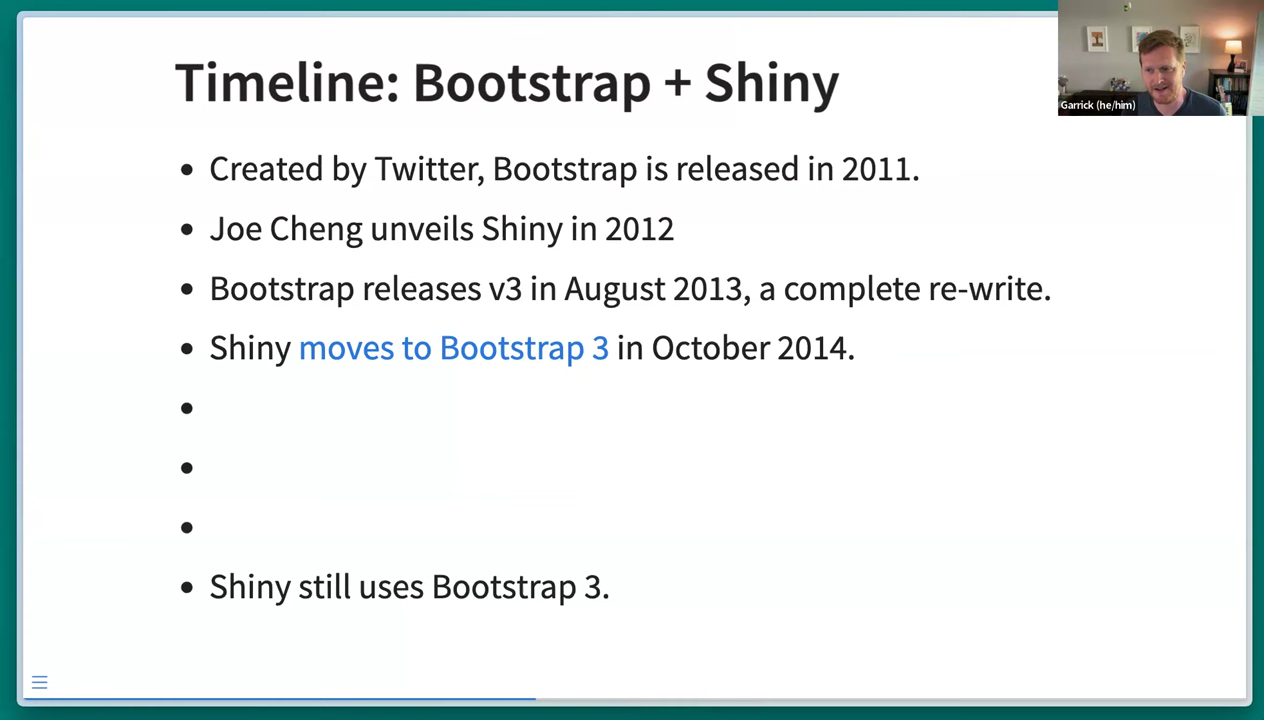 Timeline: Bootstrap + Shiny
Garrick (he/him)
• Created by Twitter, Bootstrap is released in 2011.
• Joe Cheng unveils Shiny in 2012
• Bootstrap releases v3 in August 2013, a complete re-write.
• Shiny moves to Bootstrap 3 in October 2014.
•
•
•
• Shiny still uses Bootstrap 3.